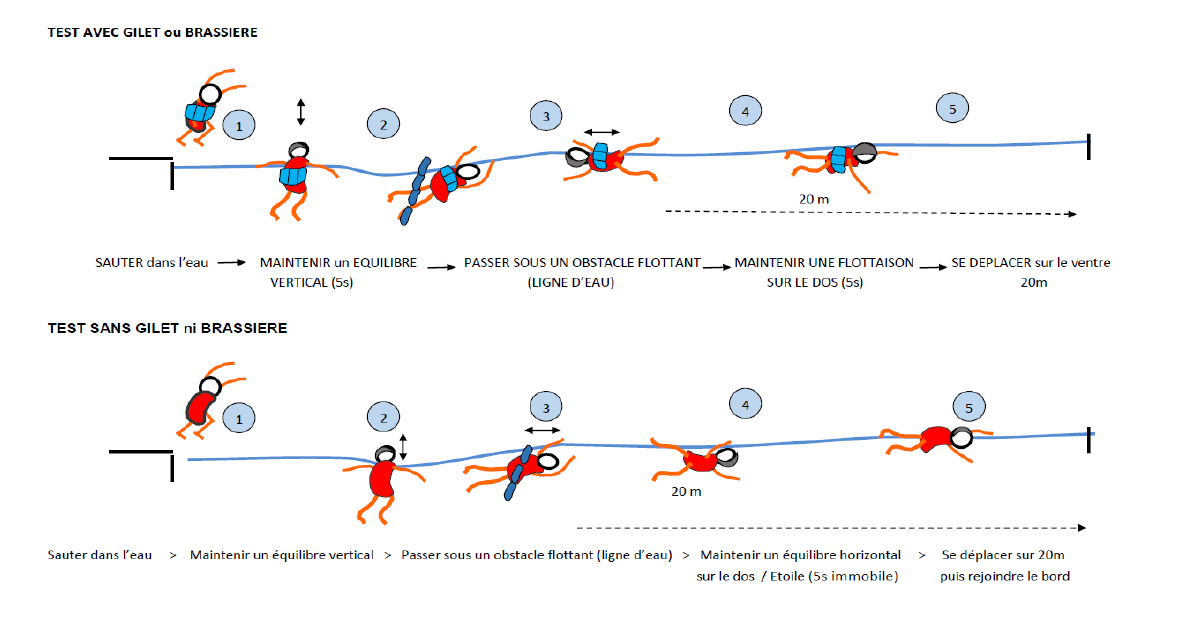 TEST AVEC GILET ou BRASSIERE
1
2
3
4
5
20 m
SAUTER dans l'eau
MAINTENIR un EQUILIBRE
VERTICAL (5s)
PASSER SOUS UN OBSTACLE FLOTTANT
(LIGNE D'EAU)
MAINTENIR UNE FLOTTAISON
SUR LE DOS (5s)
SE DEPLACER sur le ventre
20m
TEST SANS GILET ni BRASSIERE
1
2
3
4
5
20 m
Sauter dans l'eau > Maintenir un équilibre vertical > Passer sous un obstacle flottant (ligne d'eau) > Maintenir un équilibre horizontal > Se déplacer sur 20m
sur le dos / Etoile (5s immobile) puis rejoindre le bord